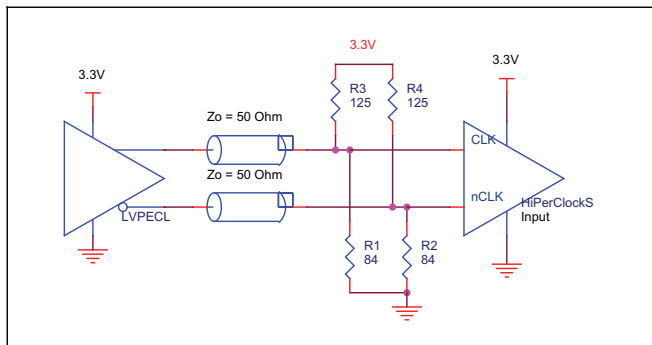 3.3V
3.3V
3.3V
R3
125
R4
125
Zo = 50 Ohm
CLK
Zo = 50 Ohm
nCLK
HiPerClockS
Input
LVPECL
R1
84
R2
84